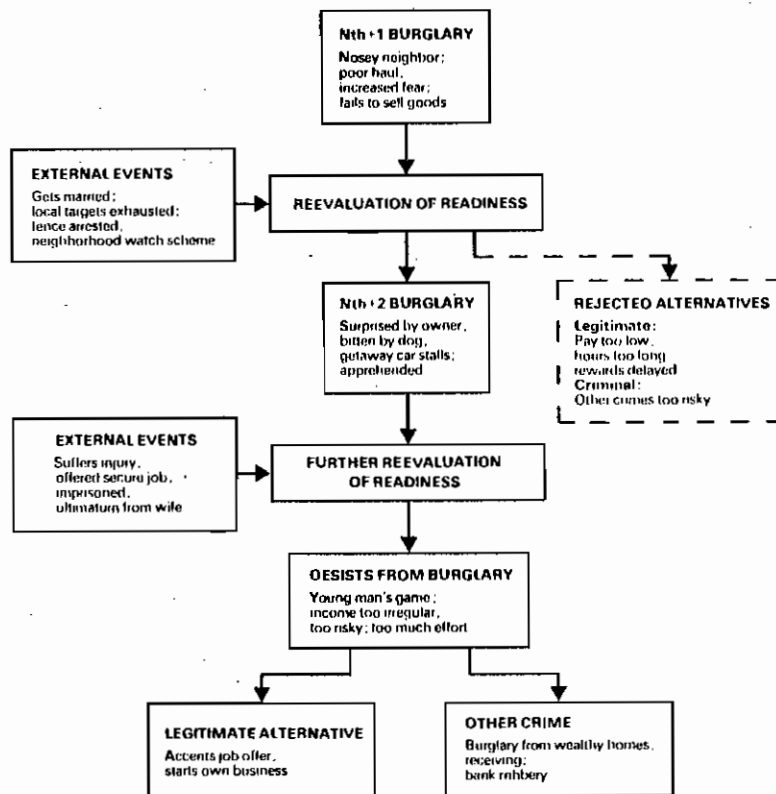 Nth+1 BURGLARY
Nosey neighbor;
poor haul,
increased fear;
fails to sell goods
EXTERNAL EVENTS
Gets married;
local targets exhausted;
fence arrested,
neighborhood watch scheme
REEVALUATION OF READINESS
Nth+2 BURGLARY
Surprised by owner,
bitten by dog,
getaway car stalls;
apprehended
REJECTED ALTERNATIVES
Legitimate:
Pay too low,
hours too long
rewards delayed
Criminal:
Other crimes too risky
EXTERNAL EVENTS
Suffers injury,
offered secure job,
imprisoned,
ultimatum from wife
FURTHER REEVALUATION
OF READINESS
DESISTS FROM BURGLARY
Young man's game;
income too irregular,
too risky; too much effort
LEGITIMATE ALTERNATIVE
Accepts job offer,
starts own business
OTHER CRIME
Burglary from wealthy homes,
receiving;
bank robbery